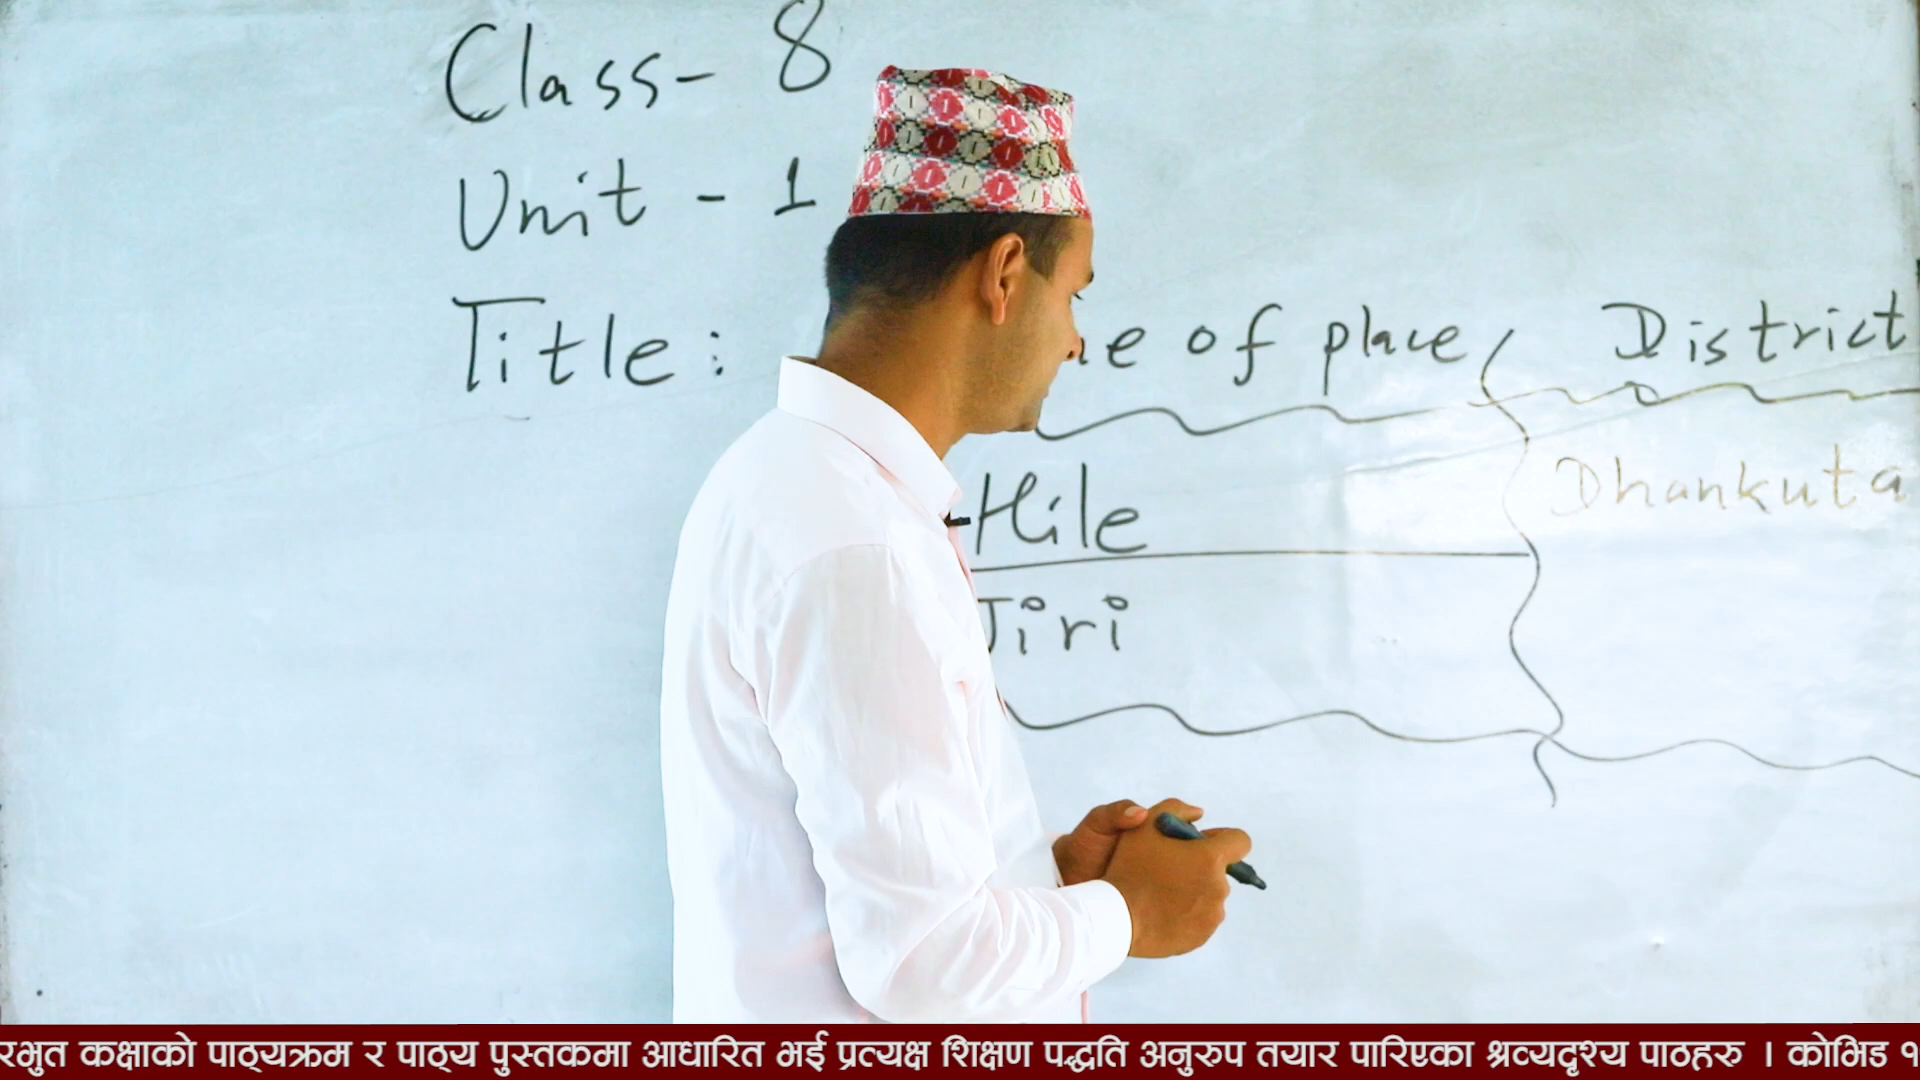 Class- 8
Unit - 1
Title: of place District
Hile Dhankuta
Jiri
कक्षाको पाठ्यक्रम र पाठ्य पुस्तकमा आधारित भई प्रत्यक्ष शिक्षण पद्धति अनुरुप तयार पारिएका श्रव्यदृश्य पाठहरु । कोभिड १